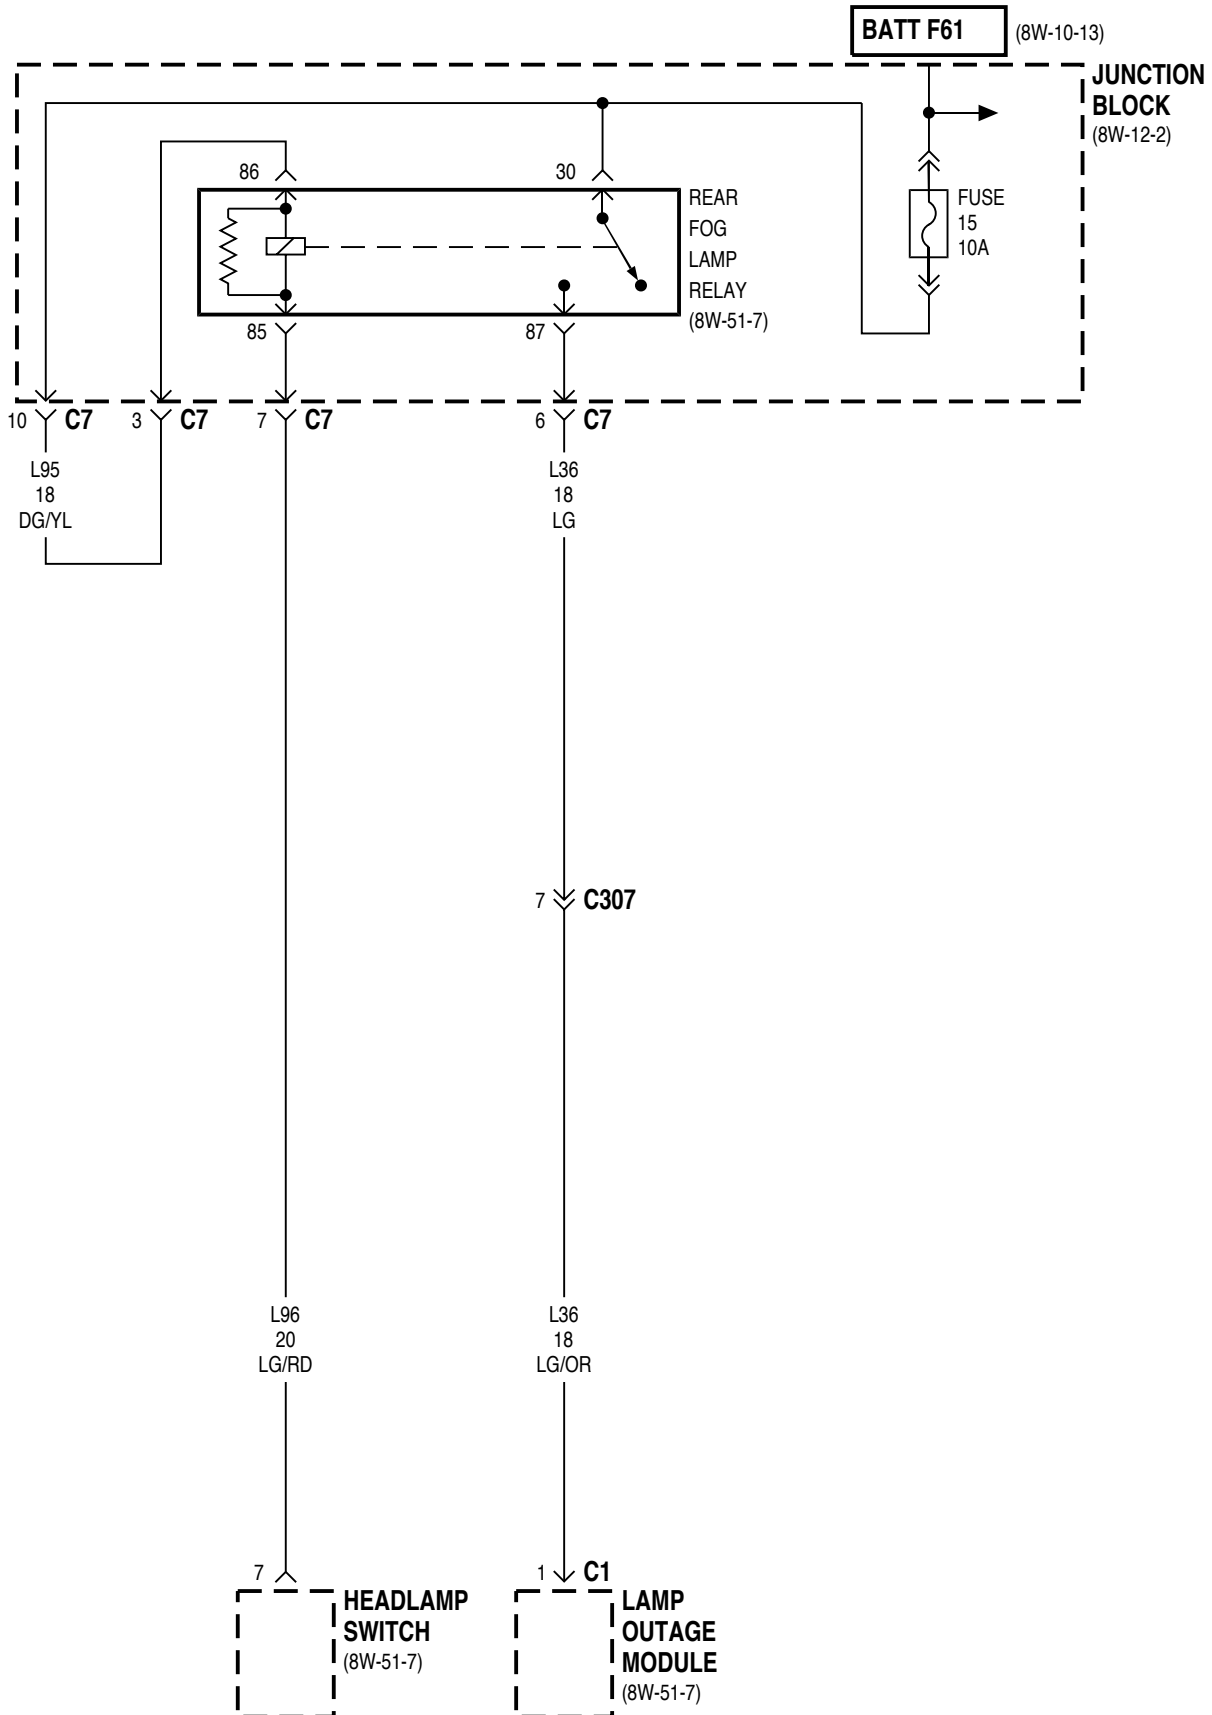 BATT F61 (8W-10-13)
JUNCTION
BLOCK
(8W-12-2)
86
30
REAR
FOG
LAMP
RELAY
(8W-51-7)
FUSE
15
10A
85
87
10 C7
3 C7
7 C7
6 C7
L95
18
DG/YL
L36
18
LG
7 C307
L96
20
LG/RD
L36
18
LG/OR
7
1 C1
HEADLAMP
SWITCH
(8W-51-7)
LAMP
OUTAGE
MODULE
(8W-51-7)